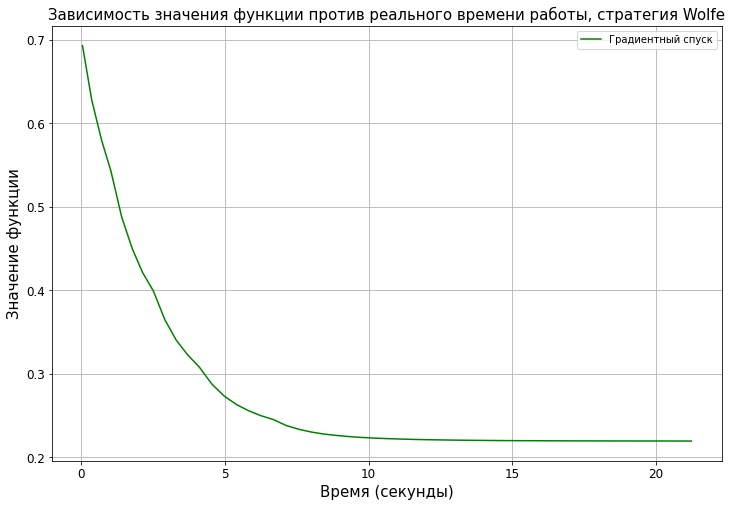 Зависимость значения функции против реального времени работы, стратегия Wolfe
Градиентный спуск
Значение функции
0.7
0.6
0.5
0.4
0.3
0.2
0
5
10
15
20
Время (секунды)